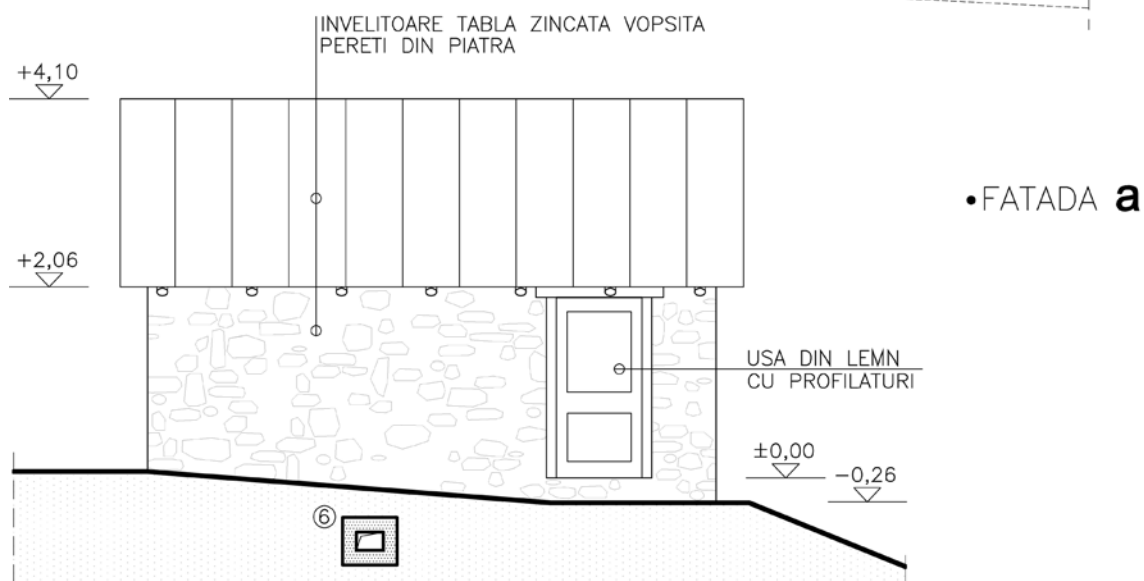 INVELITOARE TABLA ZINCATA VOPSITA
PERETI DIN PIATRA
+4,10
•FATADA a
+2,06
USA DIN LEMN
CU PROFILATURI
±0,00
-0,26
6